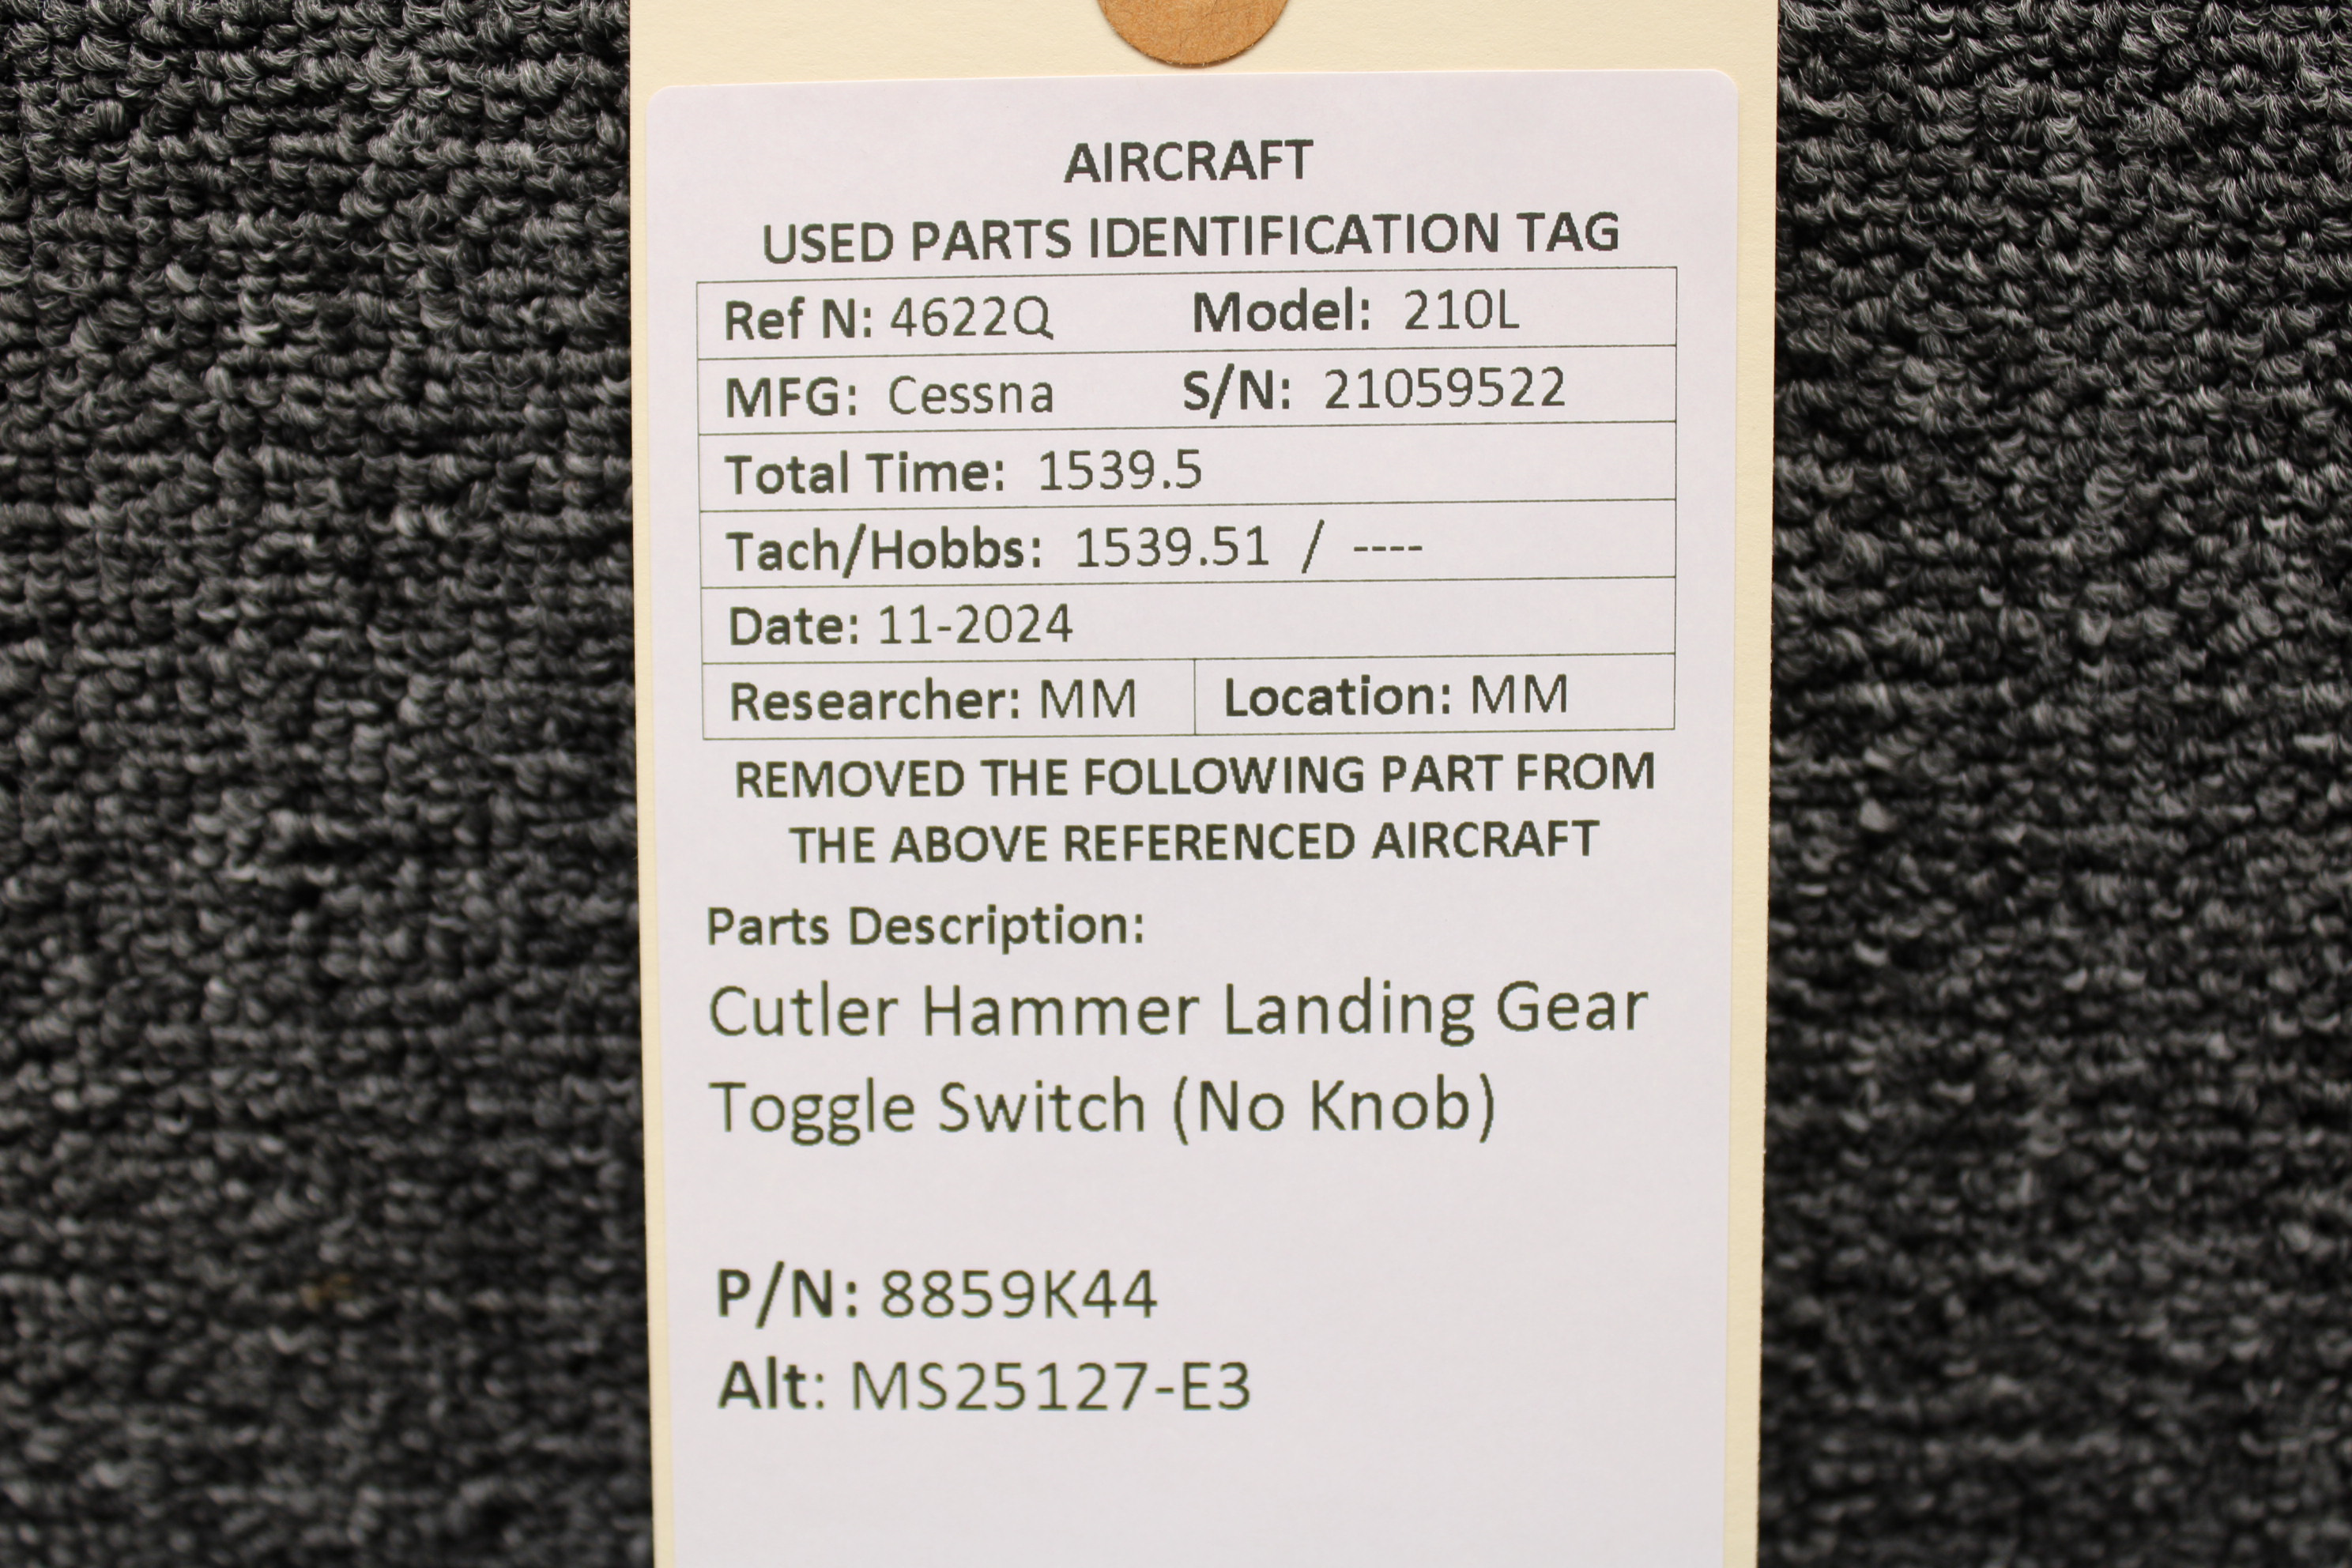 AIRCRAFT
USED PARTS IDENTIFICATION TAG
Ref N: 4622Q Model: 210L
MFG: Cessna S/N: 21059522
Total Time: 1539.5
Tach/Hobbs: 1539.51 / ----
Date: 11-2024
Researcher: MM Location: MM
REMOVED THE FOLLOWING PART FROM
THE ABOVE REFERENCED AIRCRAFT
Parts Description:
Cutler Hammer Landing Gear
Toggle Switch (No Knob)
P/N: 8859K44
Alt: MS25127-E3